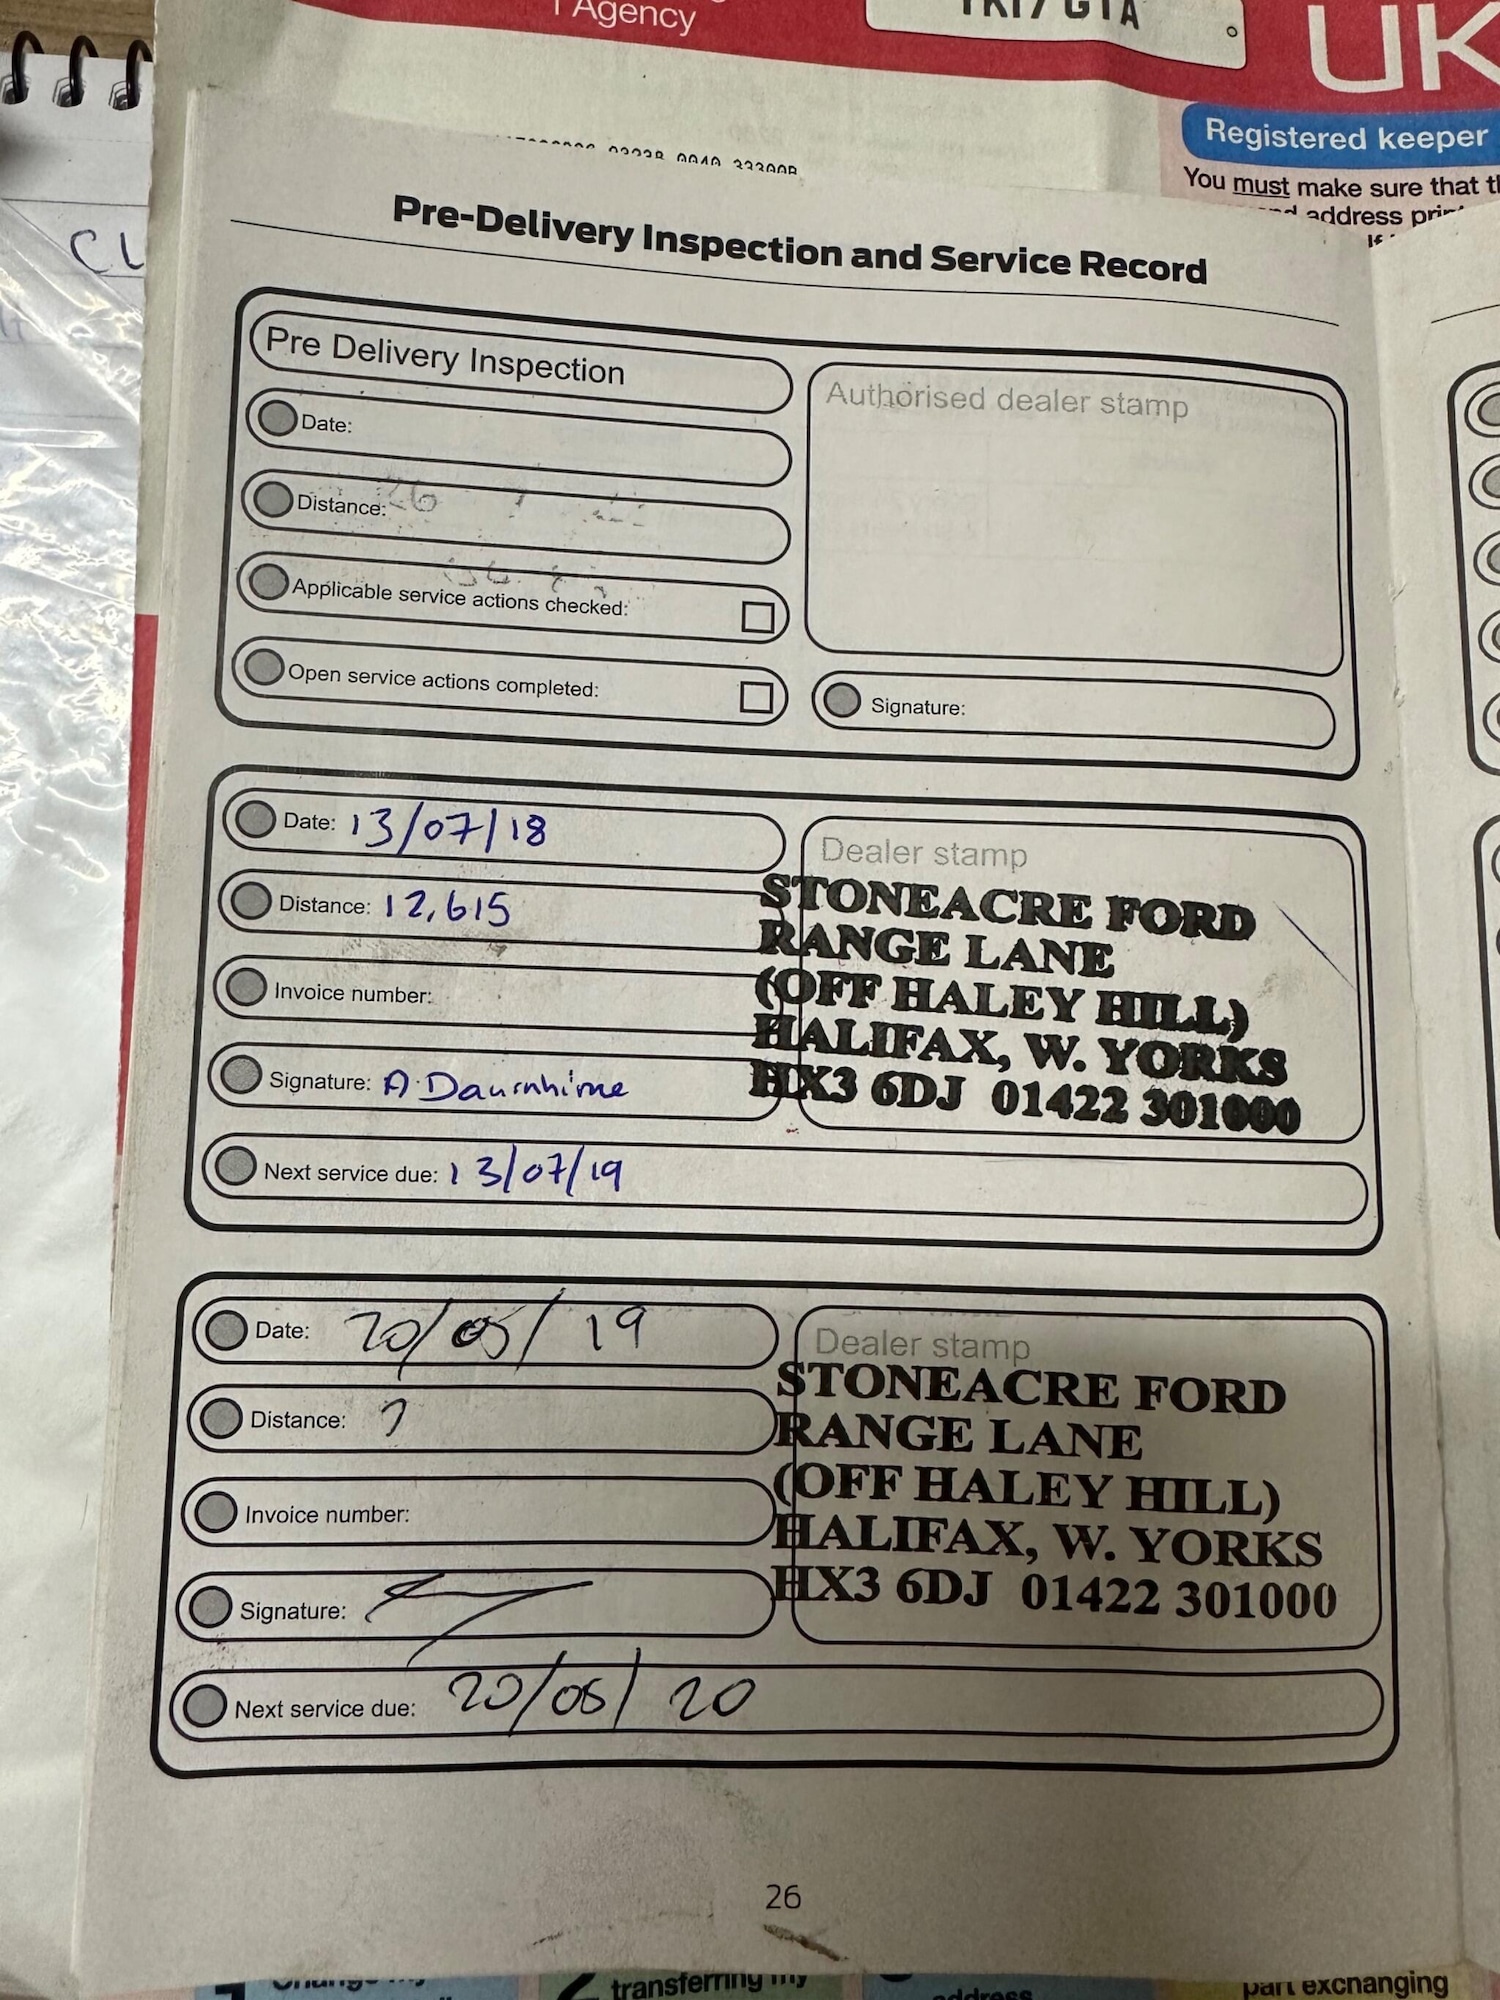 Agency
UK
Registered keeper
You must make sure that
address
Pre-Delivery Inspection and Service Record
Pre Delivery Inspection
Authorised dealer stamp
Date:
Distance:
Applicable service actions checked:
Open service actions completed:
Signature:
Date: 13/07/18
Dealer stamp
Distance: 12,615
STONEACRE FORD
RANGE LANE
(OFF HALEY HILL)
HALIFAX, W. YORKS
HX3 6DJ 01422 301000
Invoice number:
Signature: A.
Next service due: 13/07/19
Date: 20/05/19
Dealer stamp
Distance: ?
STONEACRE FORD
RANGE LANE
(OFF HALEY HILL)
HALIFAX, W. YORKS
HX3 6DJ 01422 301000
Invoice number:
Signature:
Next service due: 20/05/20
26
transferring my
address
part exchanging